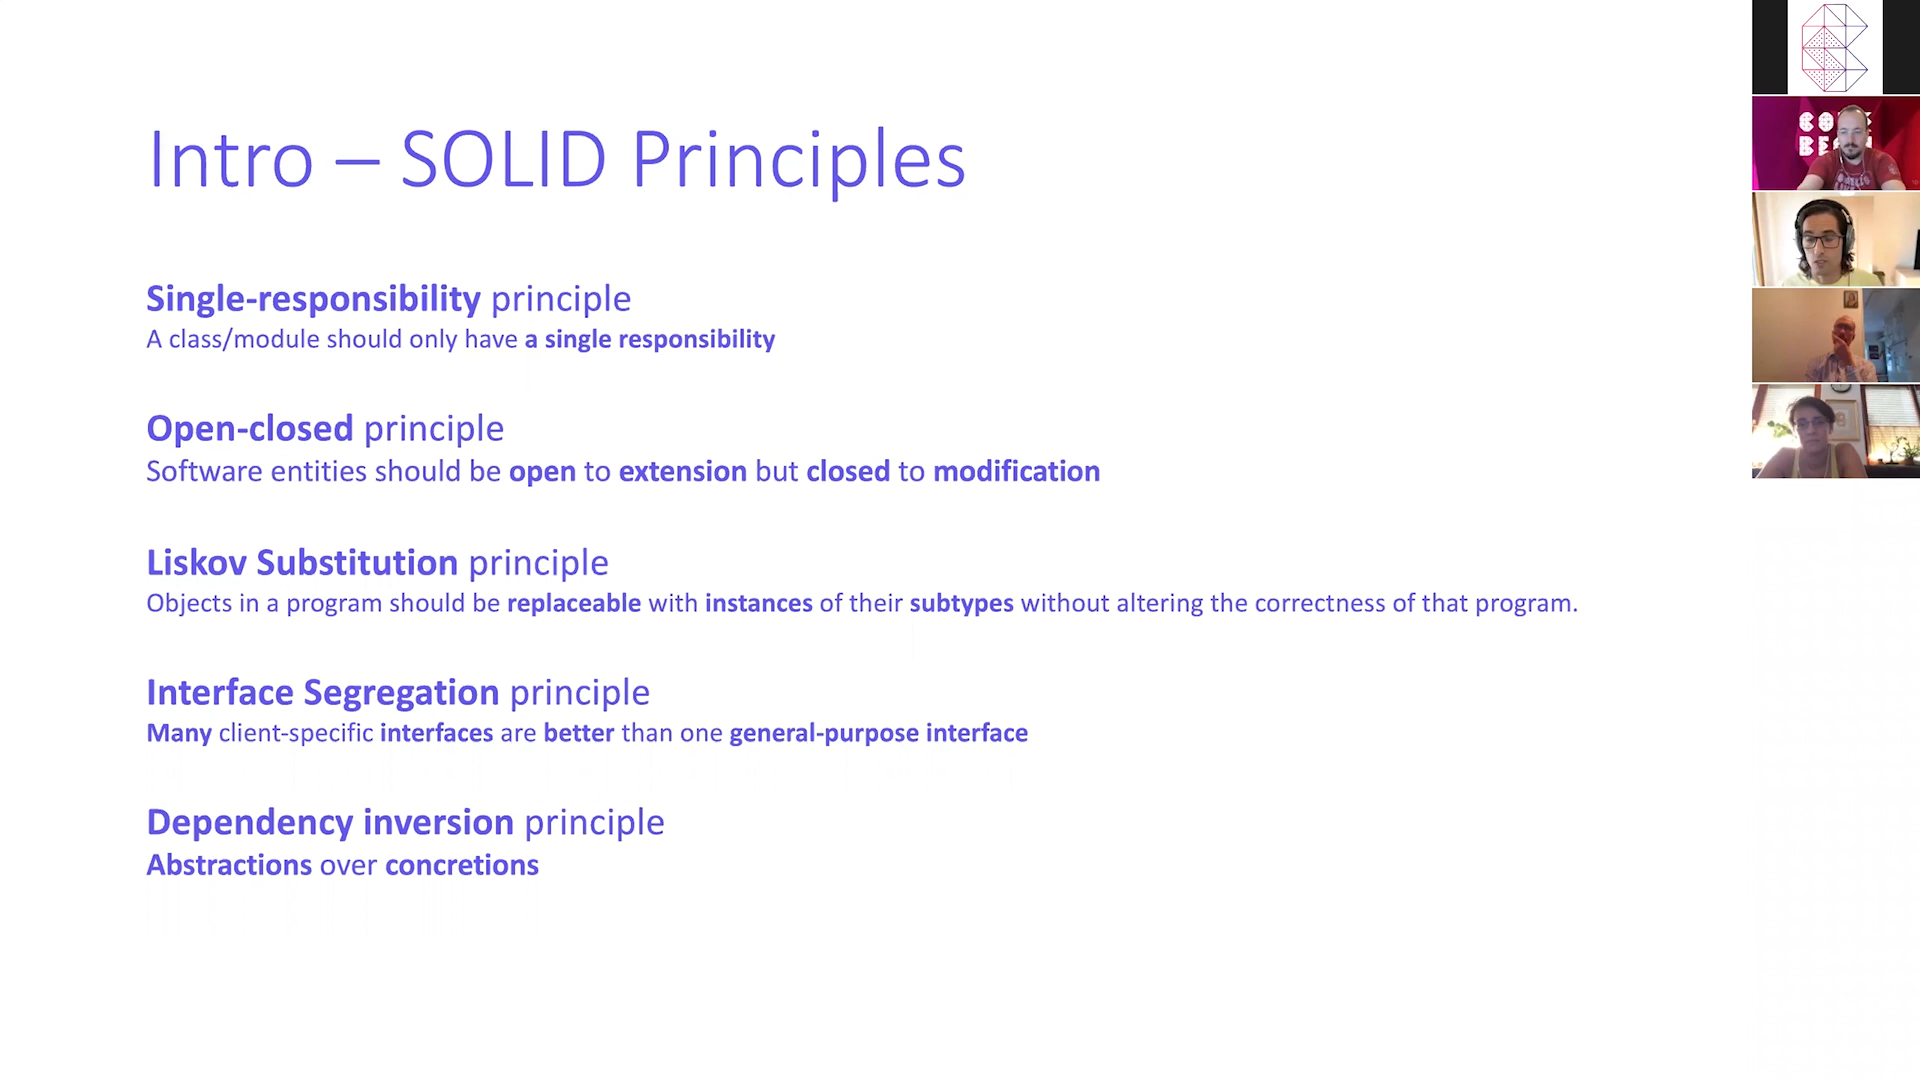 Intro – SOLID Principles
Single-responsibility principle
A class/module should only have a single responsibility
Open-closed principle
Software entities should be open to extension but closed to modification
Liskov Substitution principle
Objects in a program should be replaceable with instances of their subtypes without altering the correctness of that program.
Interface Segregation principle
Many client-specific interfaces are better than one general-purpose interface
Dependency inversion principle
Abstractions over concretions